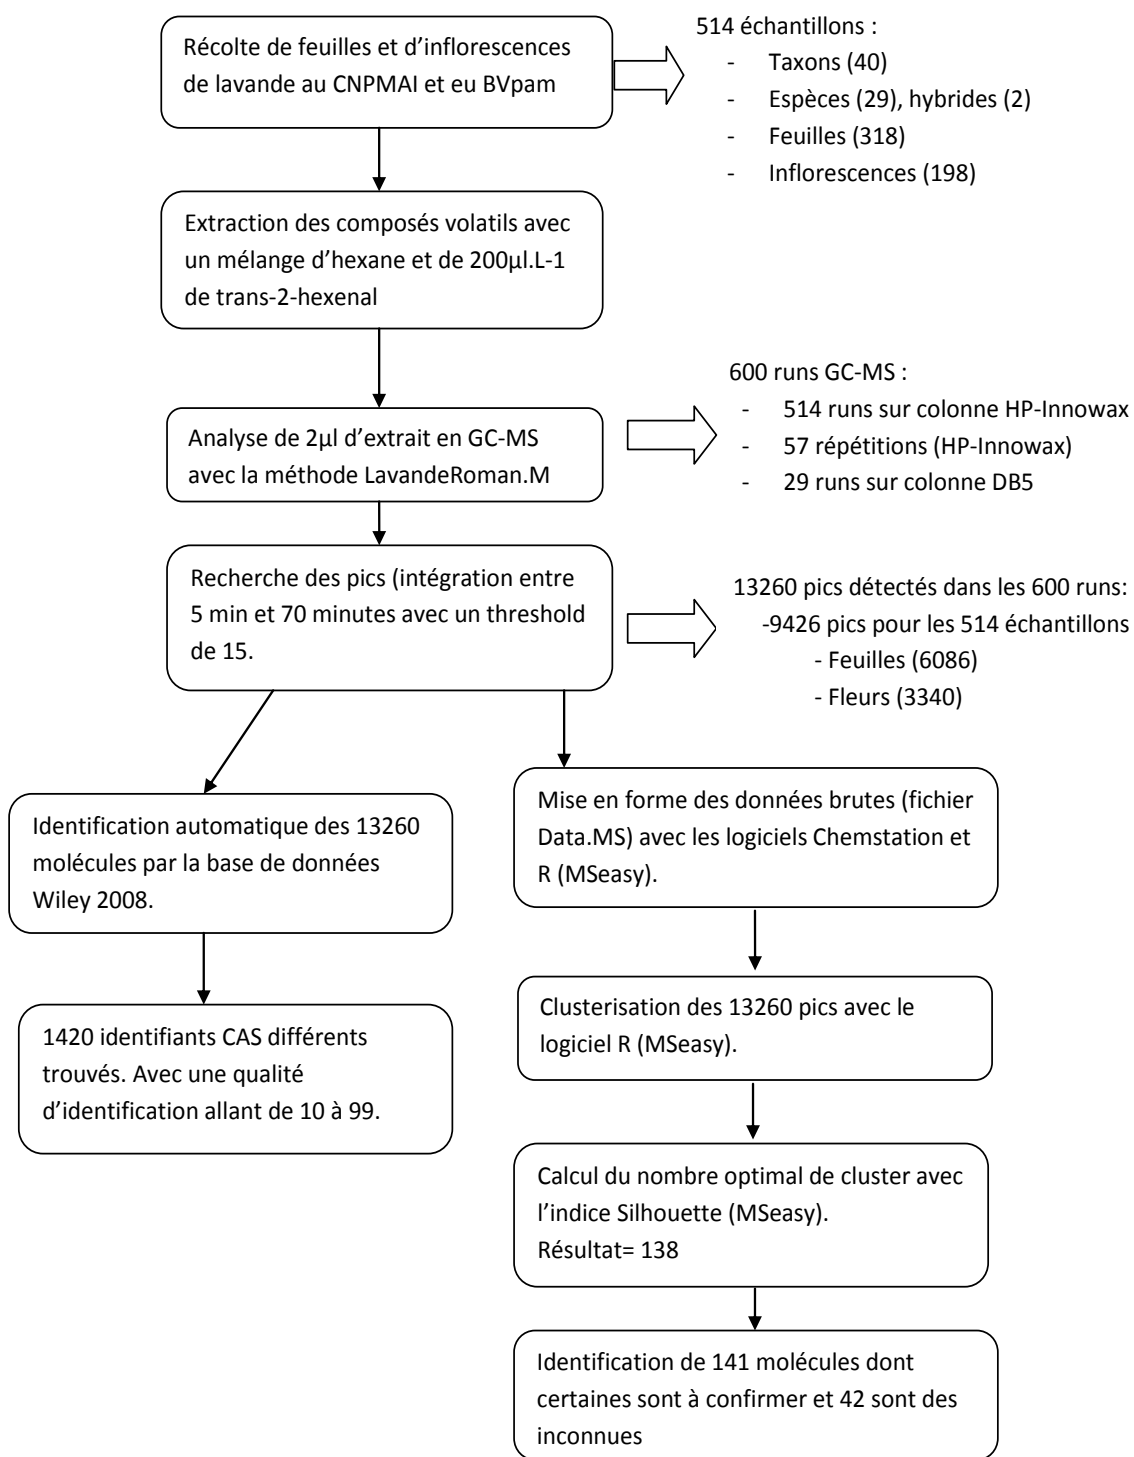 Récolte de feuilles et d’inflorescences
de lavande au CNPMAI et eu BVpam
514 échantillons :
- Taxons (40)
- Espèces (29), hybrides (2)
- Feuilles (318)
- Inflorescences (198)
Extraction des composés volatils avec
un mélange d’hexane et de 200µl.L-1
de trans-2-hexenal
Analyse de 2µl d’extrait en GC-MS
avec la méthode LavandeRoman.M
600 runs GC-MS :
- 514 runs sur colonne HP-Innowax
- 57 répétitions (HP-Innowax)
- 29 runs sur colonne DB5
Recherche des pics (intégration entre
5 min et 70 minutes avec un threshold
de 15.
13260 pics détectés dans les 600 runs:
-9426 pics pour les 514 échantillons
- Feuilles (6086)
- Fleurs (3340)
Identification automatique des 13260
molécules par la base de données
Wiley 2008.
1420 identifiants CAS différents
trouvés. Avec une qualité
d’identification allant de 10 à 99.
Mise en forme des données brutes (fichier
Data.MS) avec les logiciels Chemstation et
R (MSeasy).
Clusterisation des 13260 pics avec le
logiciel R (MSeasy).
Calcul du nombre optimal de cluster avec
l’indice Silhouette (MSeasy).
Résultat= 138
Identification de 141 molécules dont
certaines sont à confirmer et 42 sont des
inconnues